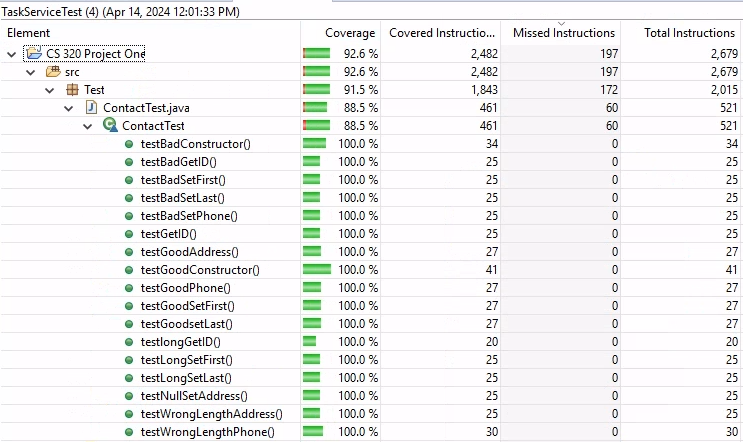 TaskServiceTest (4) (Apr 14, 2024 12:01:33 PM)
Element Coverage Covered Instructio... Missed Instructions Total Instructions
CS 320 Project One 92.6 % 2,482 197 2,679
src 92.6 % 2,482 197 2,679
Test 91.5 % 1,843 172 2,015
ContactTest.java 88.5 % 461 60 521
ContactTest 88.5 % 461 60 521
testBadConstructor() 100.0 % 34 0 34
testBadGetID() 100.0 % 25 0 25
testBadSetFirst() 100.0 % 25 0 25
testBadSetLast() 100.0 % 25 0 25
testBadSetPhone() 100.0 % 25 0 25
testGetID() 100.0 % 25 0 25
testGoodAddress() 100.0 % 27 0 27
testGoodConstructor() 100.0 % 41 0 41
testGoodPhone() 100.0 % 27 0 27
testGoodSetFirst() 100.0 % 27 0 27
testGoodsetLast() 100.0 % 27 0 27
testlongGetID() 100.0 % 20 0 20
testLongSetFirst() 100.0 % 25 0 25
testLongSetLast() 100.0 % 25 0 25
testNullSetAddress() 100.0 % 25 0 25
testWrongLengthAddress() 100.0 % 25 0 25
testWrongLengthPhone() 100.0 % 30 0 30